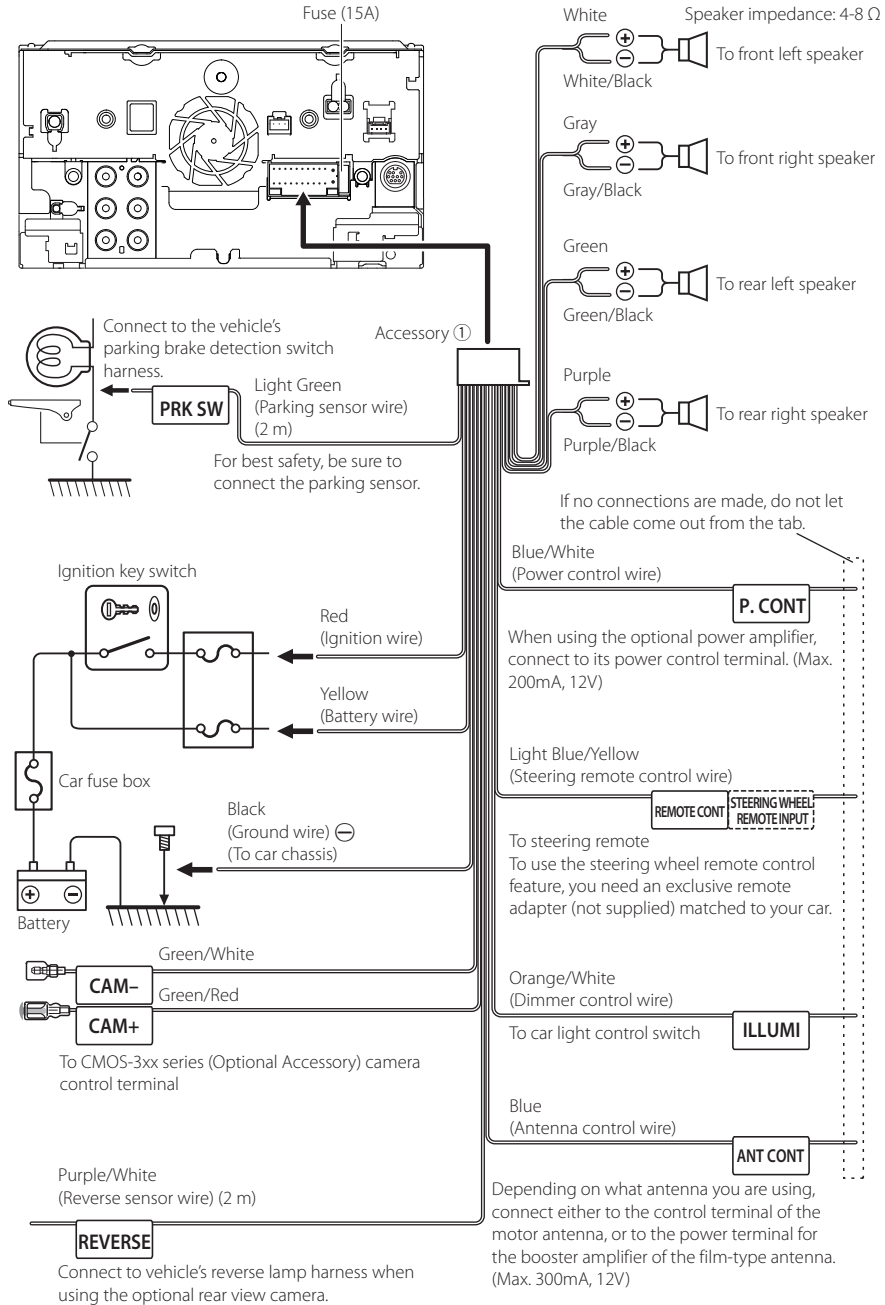 Fuse (15A)
White
Speaker impedance: 4-8 Ω
⊕
⊖
To front left speaker
White/Black
Gray
⊕
⊖
To front right speaker
Gray/Black
Green
⊕
⊖
To rear left speaker
Green/Black
Purple
⊕
⊖
To rear right speaker
Purple/Black
Accessory ①
Connect to the vehicle's
parking brake detection switch
harness.
PRK SW
Light Green
(Parking sensor wire)
(2 m)
For best safety, be sure to
connect the parking sensor.
If no connections are made, do not let
the cable come out from the tab.
Blue/White
(Power control wire)
P. CONT
When using the optional power amplifier,
connect to its power control terminal. (Max.
200mA, 12V)
Ignition key switch
Red
(Ignition wire)
Yellow
(Battery wire)
Car fuse box
Black
(Ground wire) ⊖
(To car chassis)
⊕ ⊖
Battery
Light Blue/Yellow
(Steering remote control wire)
REMOTE CONT
STEERING WHEEL
REMOTE INPUT
To steering remote
To use the steering wheel remote control
feature, you need an exclusive remote
adapter (not supplied) matched to your car.
Green/White
CAM–
Green/Red
CAM+
To CMOS-3xx series (Optional Accessory) camera
control terminal
Orange/White
(Dimmer control wire)
To car light control switch
ILLUMI
Blue
(Antenna control wire)
ANT CONT
Depending on what antenna you are using,
connect either to the control terminal of the
motor antenna, or to the power terminal for
the booster amplifier of the film-type antenna.
(Max. 300mA, 12V)
Purple/White
(Reverse sensor wire) (2 m)
REVERSE
Connect to vehicle's reverse lamp harness when
using the optional rear view camera.